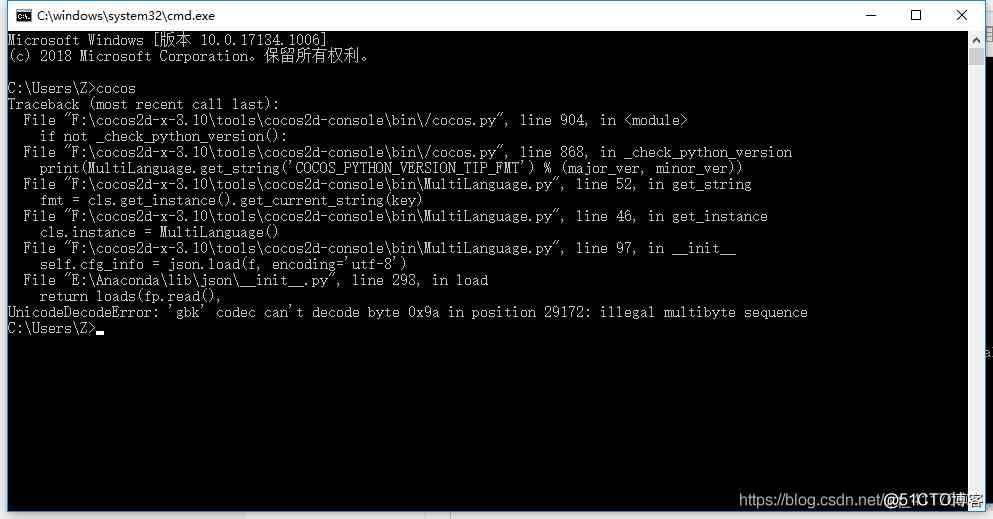 C:\windows\system32\cmd.exe
Microsoft Windows [版本 10.0.17134.1006]
(c) 2018 Microsoft Corporation。保留所有权利。
C:\Users\Z>cocos
Traceback (most recent call last):
File "F:\cocos2d-x-3.10\tools\cocos2d-console\bin\/cocos.py", line 904, in <module>
if not _check_python_version():
File "F:\cocos2d-x-3.10\tools\cocos2d-console\bin\/cocos.py", line 868, in _check_python_version
print(MultiLanguage.get_string('COCOS_PYTHON_VERSION_TIP_FMT') % (major_ver, minor_ver))
File "F:\cocos2d-x-3.10\tools\cocos2d-console\bin\MultiLanguage.py", line 52, in get_string
fmt = cls.get_instance().get_current_string(key)
File "F:\cocos2d-x-3.10\tools\cocos2d-console\bin\MultiLanguage.py", line 46, in get_instance
cls.instance = MultiLanguage()
File "F:\cocos2d-x-3.10\tools\cocos2d-console\bin\MultiLanguage.py", line 97, in __init__
self.cfg_info = json.load(f, encoding='utf-8')
File "E:\Anaconda\lib\json\__init__.py", line 293, in load
return loads(fp.read(),
UnicodeDecodeError: 'gbk' codec can't decode byte 0x9a in position 29172: illegal multibyte sequence
C:\Users\Z>
https://blog.csdn.net/ @51CTO博客